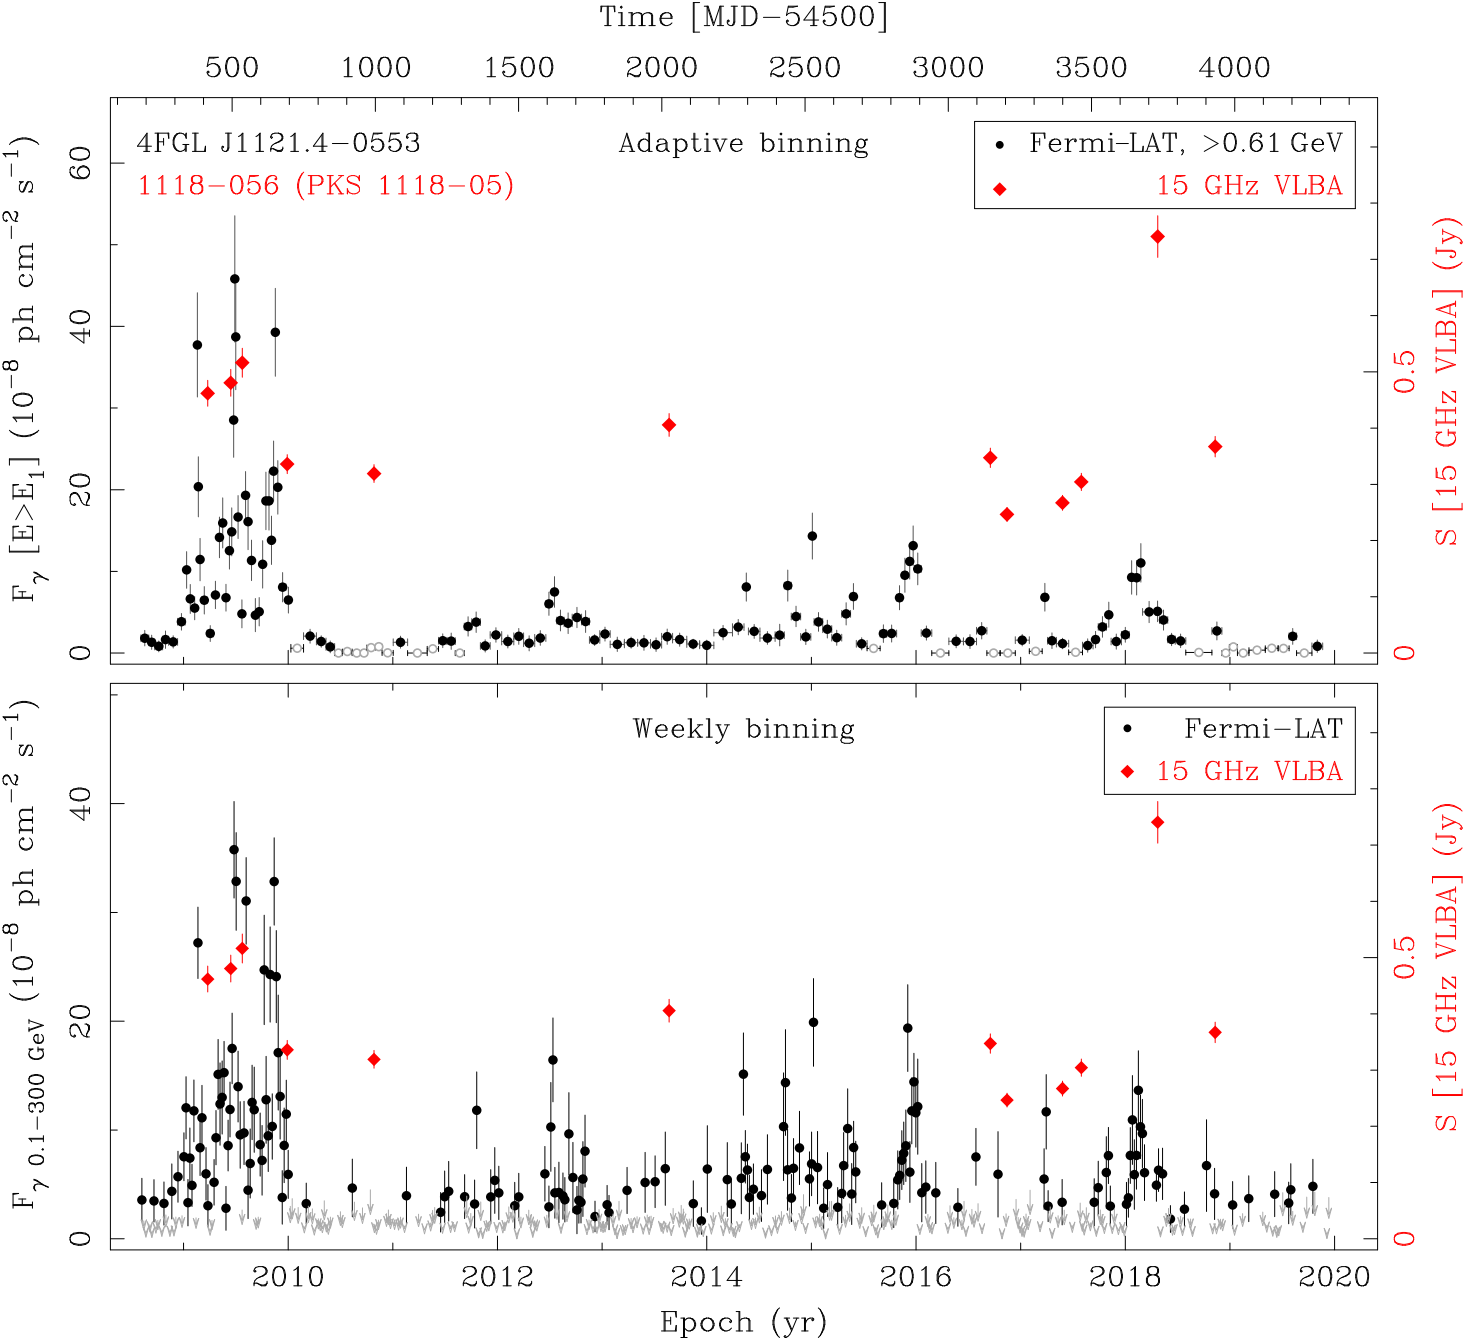 Time [MJD−54500]
500 1000 1500 2000 2500 3000 3500 4000
4FGL J1121.4−0553
1118−056 (PKS 1118−05)
Adaptive binning
Fermi−LAT, >0.61 GeV
15 GHz VLBA
60
40
20
0
Fγ [E>E1] (10−8 ph cm−2 s−1)
0.5
0
S [15 GHz VLBA] (Jy)
Weekly binning
Fermi−LAT
15 GHz VLBA
40
20
0
Fγ 0.1−300 GeV (10−8 ph cm−2 s−1)
0.5
0
S [15 GHz VLBA] (Jy)
2010 2012 2014 2016 2018 2020
Epoch (yr)